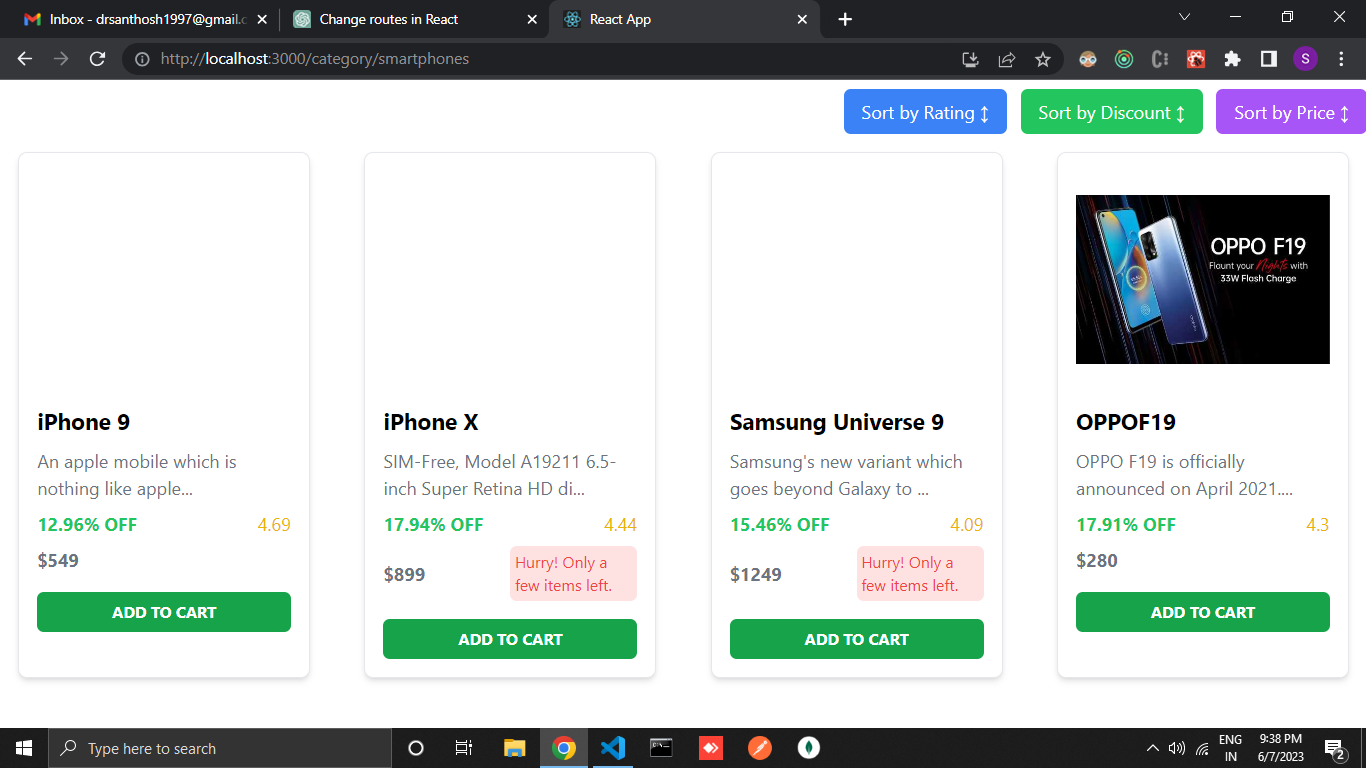 Inbox - drsanthosh1997@gmail.c
Change routes in React
React App
http://localhost:3000/category/smartphones
S
Sort by Rating ↕
Sort by Discount ↕
Sort by Price ↕
OPPO F19
Flaunt your Nights with
33W Flash Charge
iPhone 9
An apple mobile which is
nothing like apple...
12.96% OFF 4.69
$549
ADD TO CART
iPhone X
SIM-Free, Model A19211 6.5-
inch Super Retina HD di...
17.94% OFF 4.44
$899
Hurry! Only a
few items left.
ADD TO CART
Samsung Universe 9
Samsung's new variant which
goes beyond Galaxy to ...
15.46% OFF 4.09
$1249
Hurry! Only a
few items left.
ADD TO CART
OPPOF19
OPPO F19 is officially
announced on April 2021....
17.91% OFF 4.3
$280
ADD TO CART
Type here to search
ENG
IN
9:38 PM
6/7/2023
2